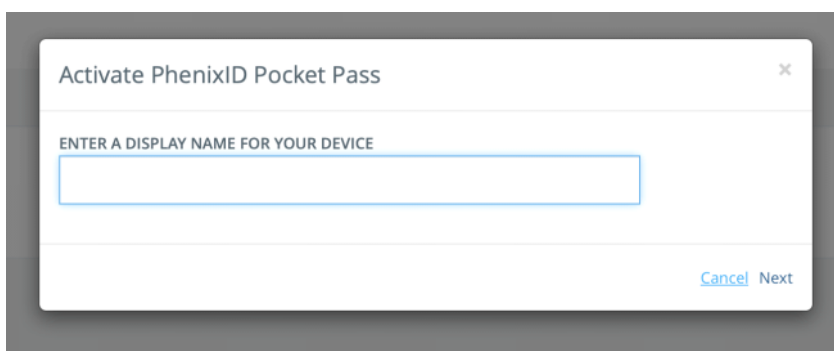 Activate PhenixID Pocket Pass ×
ENTER A DISPLAY NAME FOR YOUR DEVICE
Cancel Next